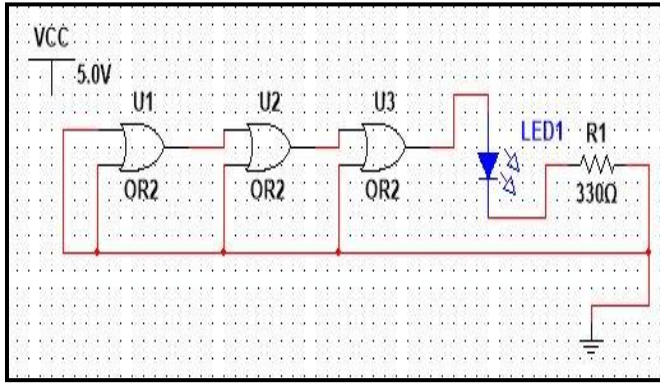 VCC
5.0V
U1
U2
U3
OR2
OR2
OR2
LED1
R1
330Ω